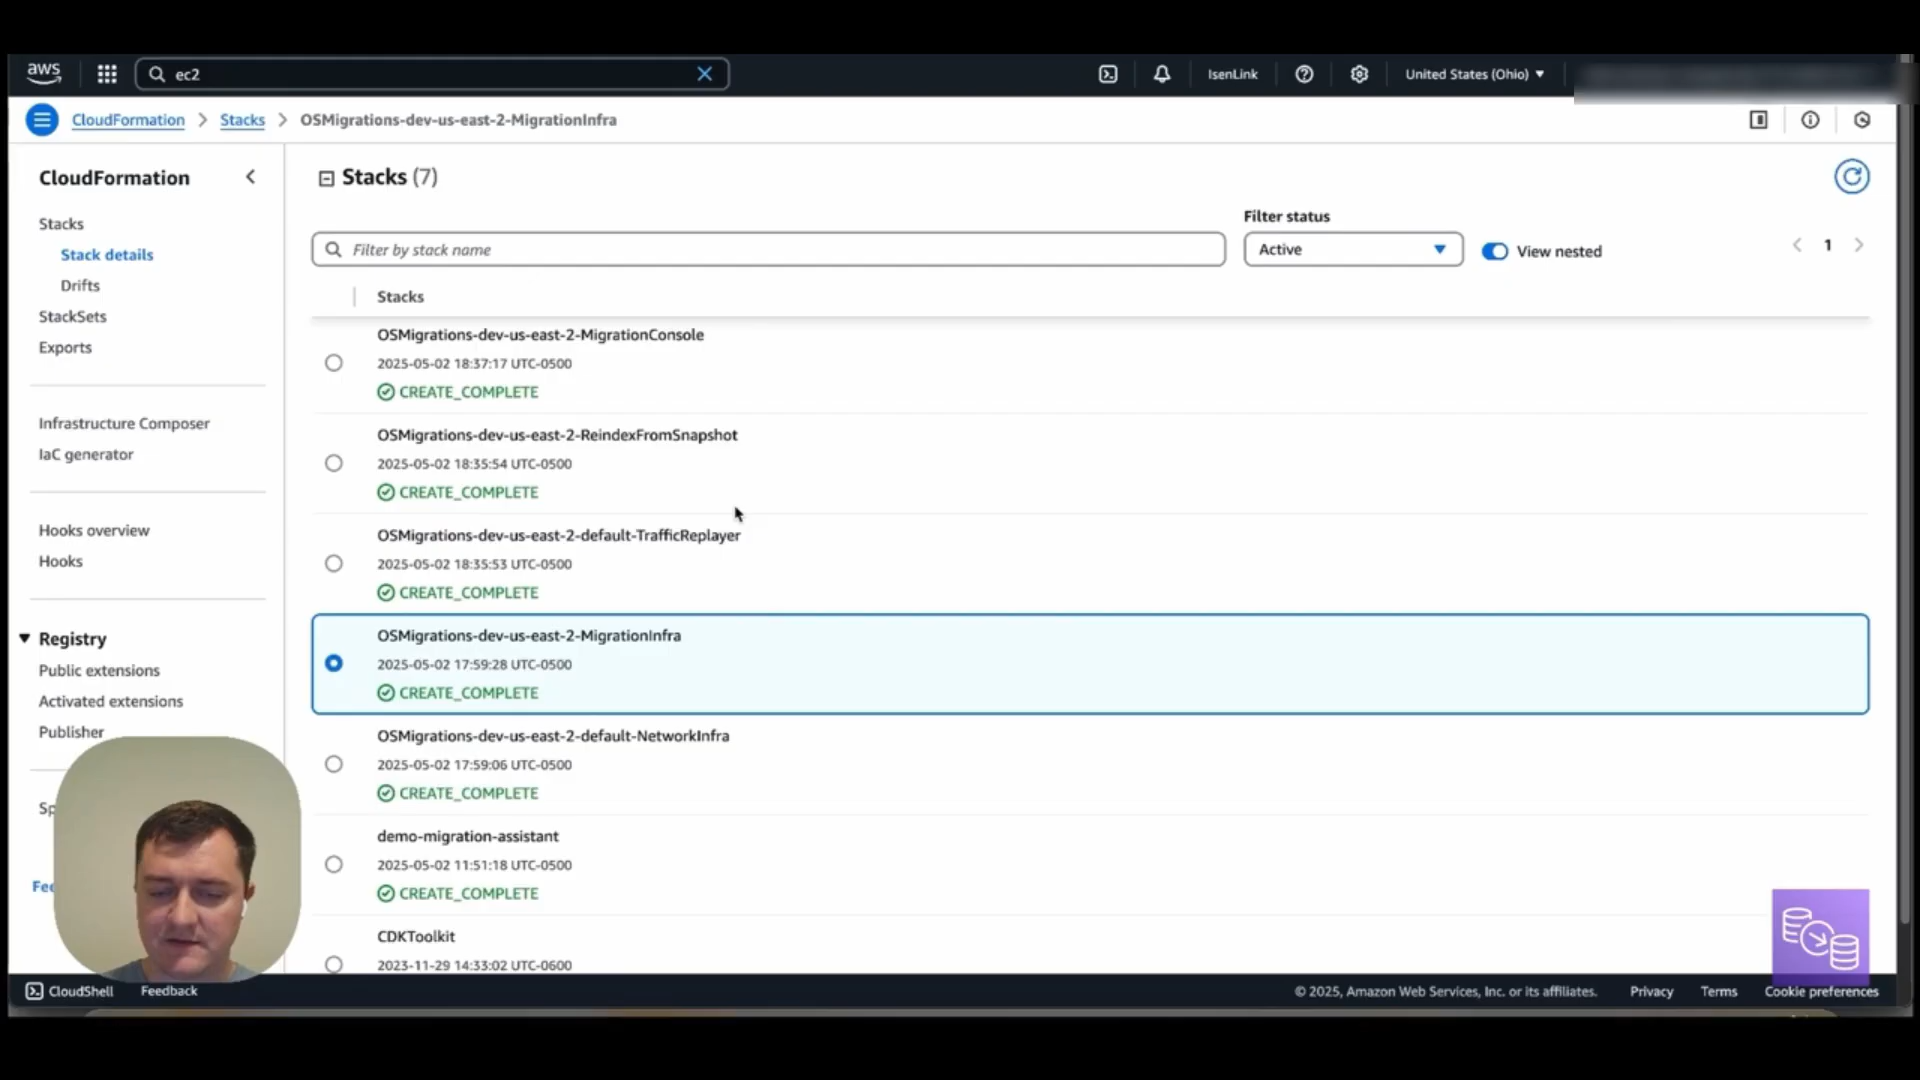 aws
ec2
IsenLink
United States (Ohio)
CloudFormation
Stacks
OSMigrations-dev-us-east-2-MigrationInfra
CloudFormation
Stacks
Stack details
Drifts
StackSets
Exports
Infrastructure Composer
IaC generator
Hooks overview
Hooks
Registry
Public extensions
Activated extensions
Publisher
Sp
Fee
Stacks (7)
Filter status
Filter by stack name
Active
View nested
1
Stacks
OSMigrations-dev-us-east-2-MigrationConsole
2025-05-02 18:37:17 UTC-0500
CREATE_COMPLETE
OSMigrations-dev-us-east-2-ReindexFromSnapshot
2025-05-02 18:35:54 UTC-0500
CREATE_COMPLETE
OSMigrations-dev-us-east-2-default-TrafficReplayer
2025-05-02 18:35:53 UTC-0500
CREATE_COMPLETE
OSMigrations-dev-us-east-2-MigrationInfra
2025-05-02 17:59:28 UTC-0500
CREATE_COMPLETE
OSMigrations-dev-us-east-2-default-NetworkInfra
2025-05-02 17:59:06 UTC-0500
CREATE_COMPLETE
demo-migration-assistant
2025-05-02 11:51:18 UTC-0500
CREATE_COMPLETE
CDKToolkit
2023-11-29 14:33:02 UTC-0600
CloudShell
Feedback
© 2025, Amazon Web Services, Inc. or its affiliates.
Privacy
Terms
Cookie preferences